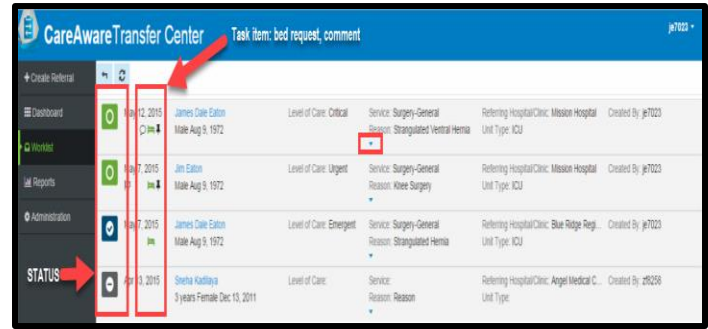 CareAwareTransfer Center
Task item: bed request, comment
je7023
Create Referral
Dashboard
Worklist
Reports
Administration
STATUS
May 12, 2015 James Dale Eaton Level of Care: Critical Service: Surgery-General Referring Hospital/Clinic: Mission Hospital Created By: je7023
Male Aug 9, 1972 Reason: Strangulated Ventral Hernia Unit Type: ICU
May 7, 2015 Jim Eaton Level of Care: Urgent Service: Surgery-General Referring Hospital/Clinic: Mission Hospital Created By: je7023
Male Aug 9, 1972 Reason: Knee Surgery Unit Type: ICU
May 7, 2015 James Dale Eaton Level of Care: Emergent Service: Surgery-General Referring Hospital/Clinic: Blue Ridge Regi... Created By: je7023
Male Aug 9, 1972 Reason: Strangulated Hernia Unit Type: ICU
3, 2015 Sneha Kadilaya Level of Care: Service: Referring Hospital/Clinic: Angel Medical C... Created By: zf8256
3 years Female Dec 13, 2011 Reason: Reason Unit Type: